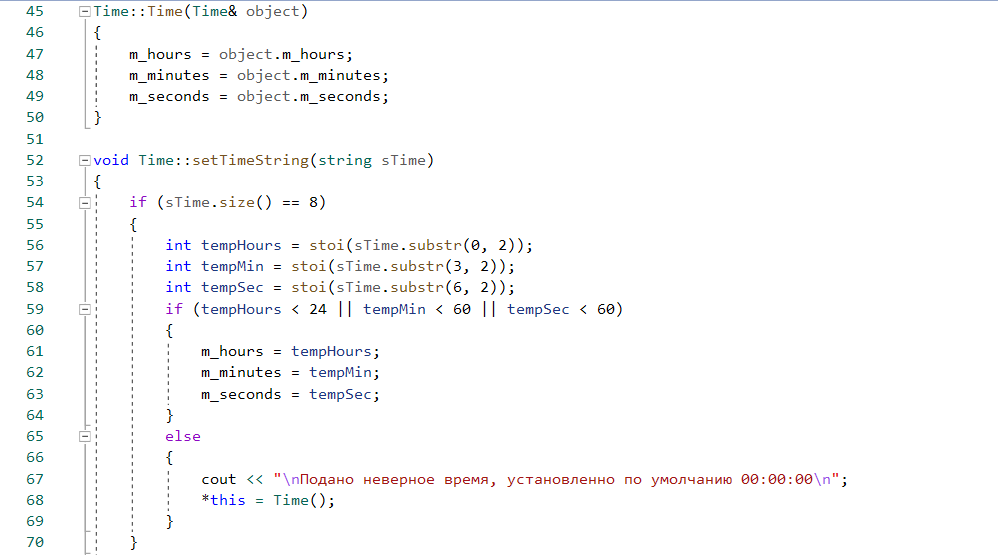 45 Time::Time(Time& object)
46 {
47 m_hours = object.m_hours;
48 m_minutes = object.m_minutes;
49 m_seconds = object.m_seconds;
50 }
51
52 void Time::setTimeString(string sTime)
53 {
54 if (sTime.size() == 8)
55 {
56 int tempHours = stoi(sTime.substr(0, 2));
57 int tempMin = stoi(sTime.substr(3, 2));
58 int tempSec = stoi(sTime.substr(6, 2));
59 if (tempHours < 24 || tempMin < 60 || tempSec < 60)
60 {
61 m_hours = tempHours;
62 m_minutes = tempMin;
63 m_seconds = tempSec;
64 }
65 else
66 {
67 cout << "\nПодано неверное время, установленно по умолчанию 00:00:00\n";
68 *this = Time();
69 }
70 }